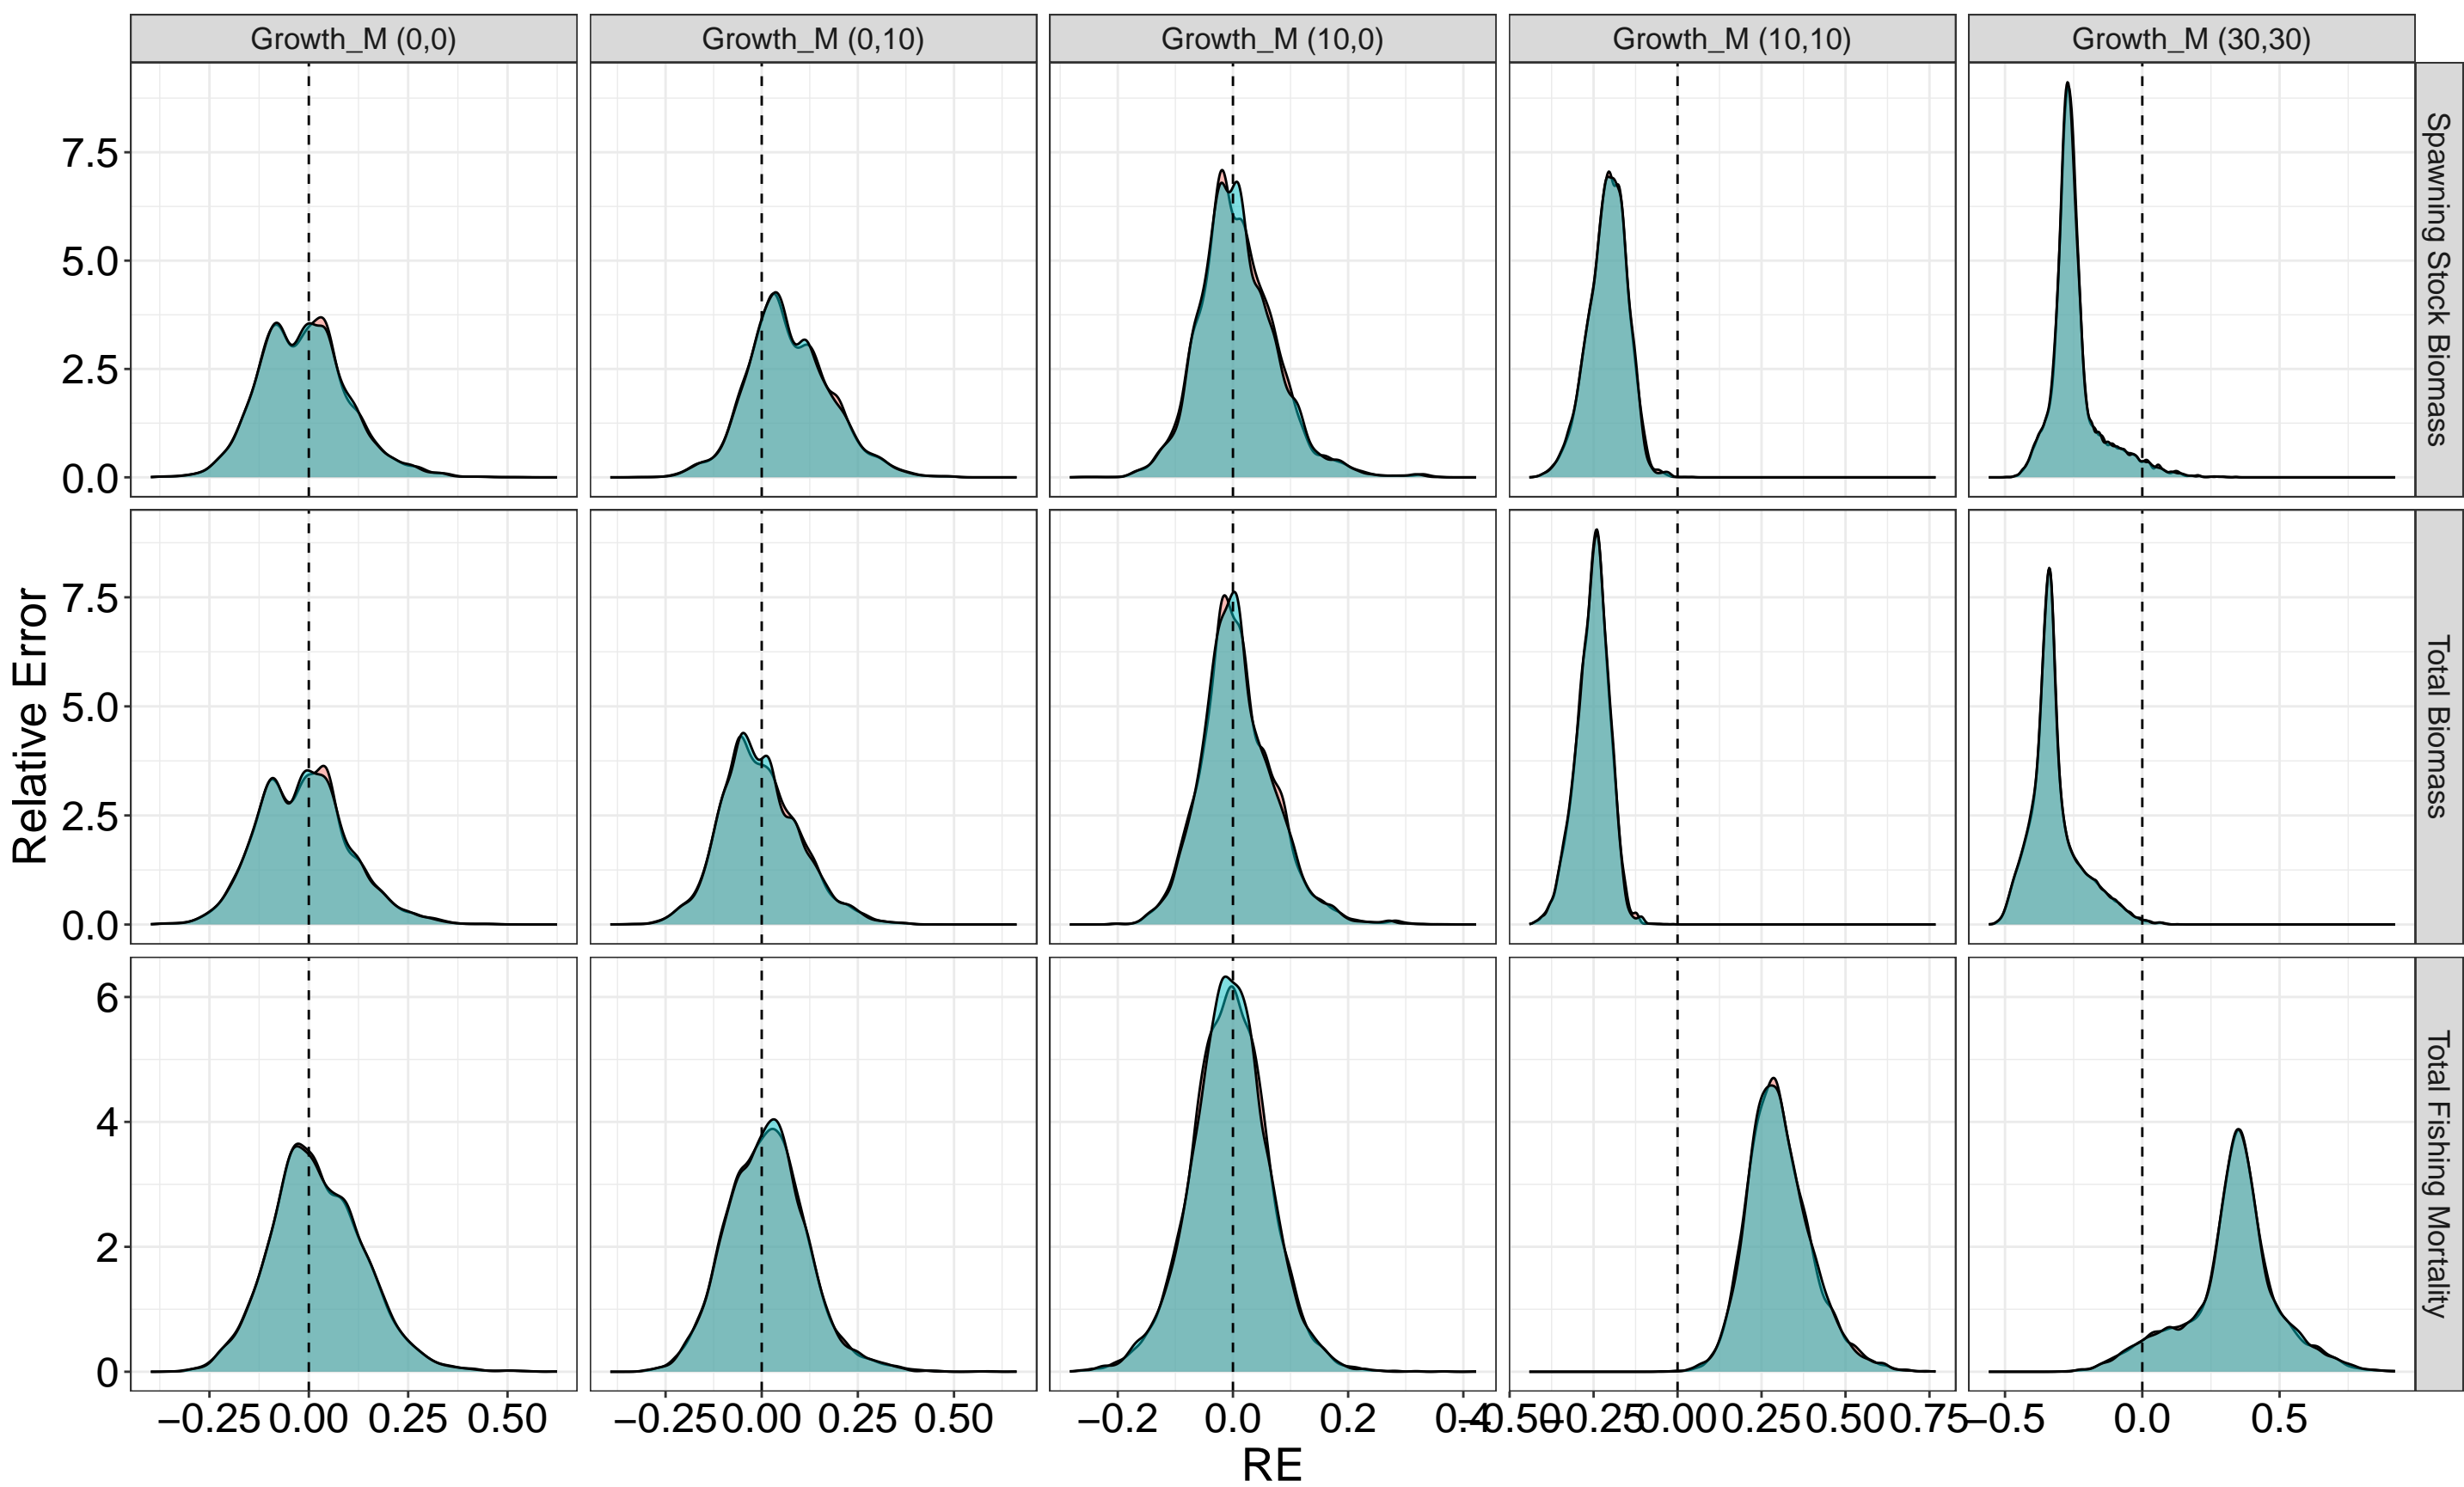 Growth_M (0,0) Growth_M (0,10) Growth_M (10,0) Growth_M (10,10) Growth_M (30,30)
Spawning Stock Biomass
7.5
5.0
2.5
0.0
Total Biomass
7.5
5.0
2.5
0.0
Relative Error
Total Fishing Mortality
6
4
2
0
−0.25 0.00 0.25 0.50 −0.25 0.00 0.25 0.50 −0.2 0.0 0.2 0.4 −0.50 −0.25 0.00 0.25 0.50 0.75 −0.5 0.0 0.5
RE